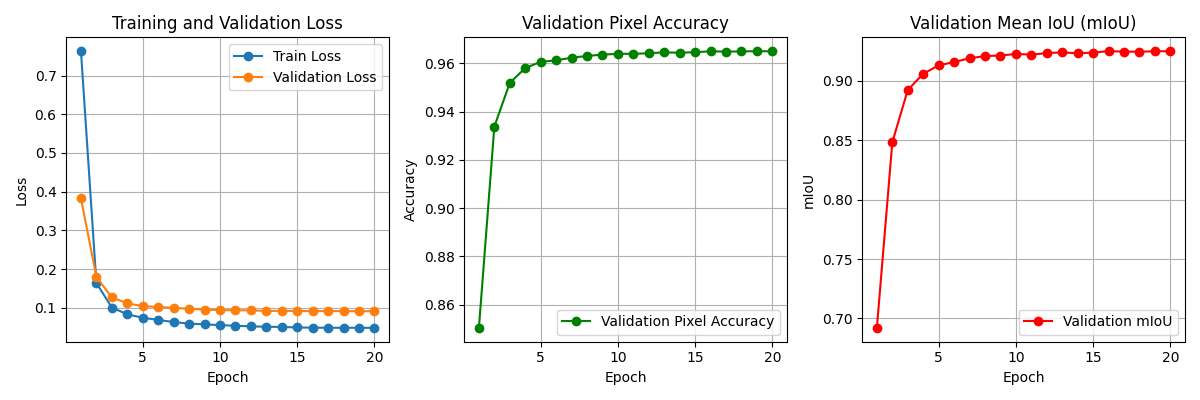 Training and Validation Loss
Train Loss
Validation Loss
0.7
0.6
0.5
0.4
0.3
0.2
0.1
Loss
5
10
15
20
Epoch
Validation Pixel Accuracy
0.96
0.94
0.92
0.90
0.88
0.86
Accuracy
Validation Pixel Accuracy
5
10
15
20
Epoch
Validation Mean IoU (mIoU)
0.90
0.85
0.80
0.75
0.70
mIoU
Validation mIoU
5
10
15
20
Epoch